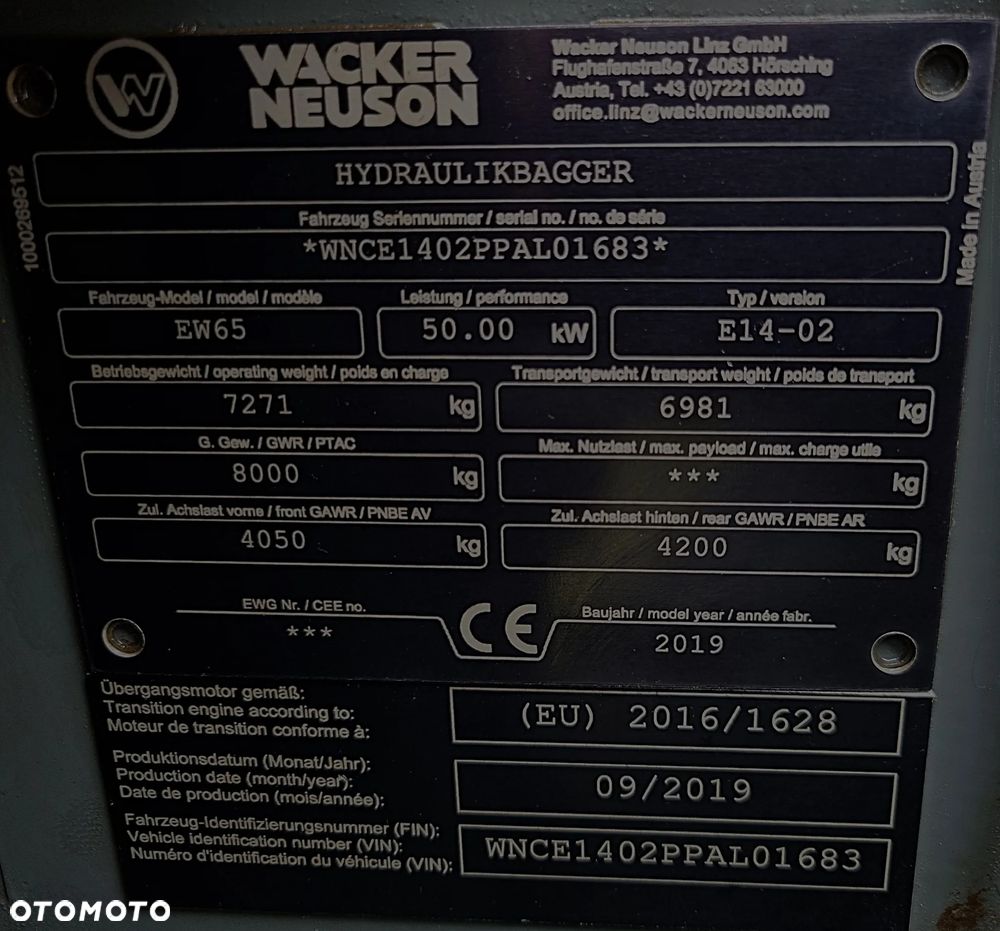 W
WACKER
NEUSON
Wacker Neuson Linz GmbH
Flughafenstraße 7, 4063 Hörsching
Austria, Tel. +43 (0)7221 63000
office.linz@wackerneuson.com
1000269512
Made in Austria
HYDRAULIKBAGGER
Fahrzeug Seriennummer / serial no. / no. de série
*WNCE1402PPAL01683*
Fahrzeug-Model / model / modèle
Leistung / performance
Typ / version
EW65
50.00 kW
E14-02
Betriebsgewicht / operating weight / poids en charge
Transportgewicht / transport weight / poids de transport
7271 kg
6981 kg
G. Gew. / GWR / PTAC
Max. Nutzlast / max. payload / max. charge utile
8000 kg
*** kg
Zul. Achslast vorne / front GAWR / PNBE AV
Zul. Achslast hinten / rear GAWR / PNBE AR
4050 kg
4200 kg
EWG Nr. / CEE no.
***
CE
Baujahr / model year / année fabr.
2019
Übergangsmotor gemäß:
Transition engine according to:
Moteur de transition conforme à:
(EU) 2016/1628
Produktionsdatum (Monat/Jahr):
Production date (month/year):
Date de production (mois/année):
09/2019
Fahrzeug-Identifizierungsnummer (FIN):
Vehicle identification number (VIN):
Numéro d'identification du véhicule (VIN):
WNCE1402PPAL01683
OTOMOTO